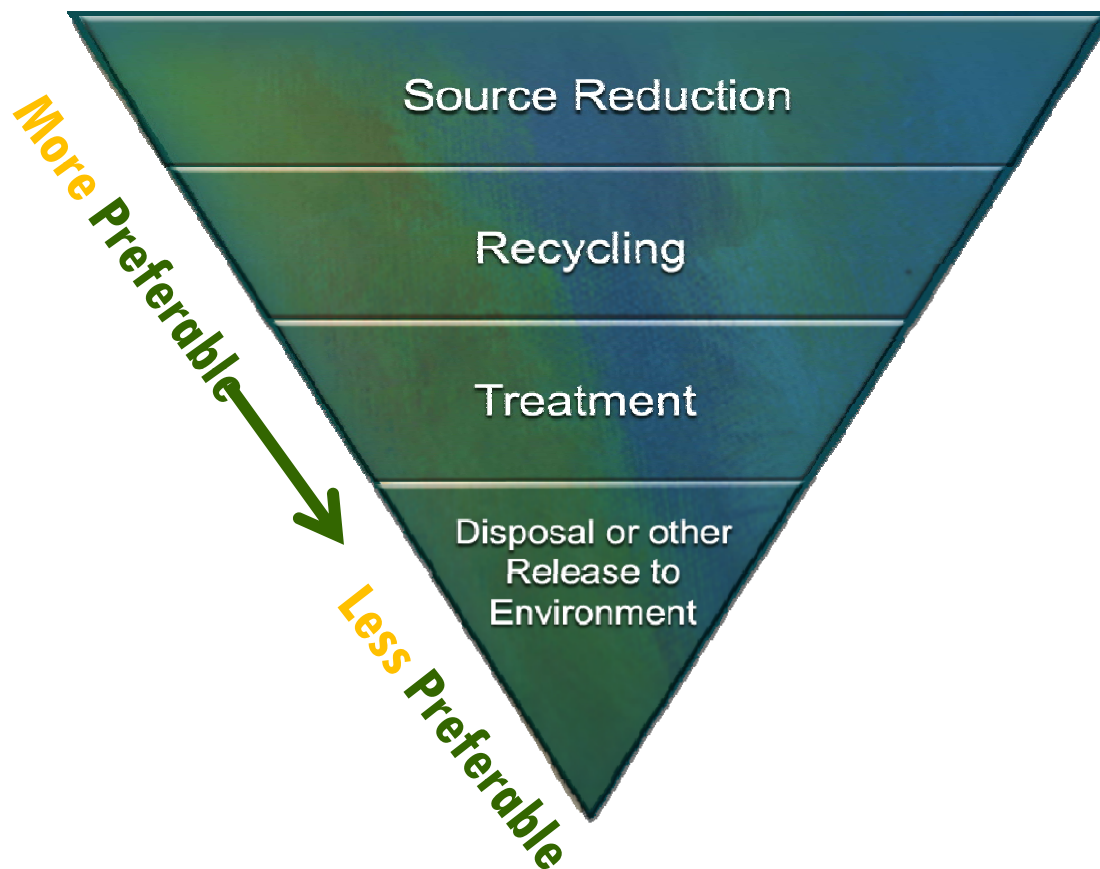 Source Reduction
Recycling
Treatment
Disposal or other
Release to
Environment
More Preferable
Less Preferable